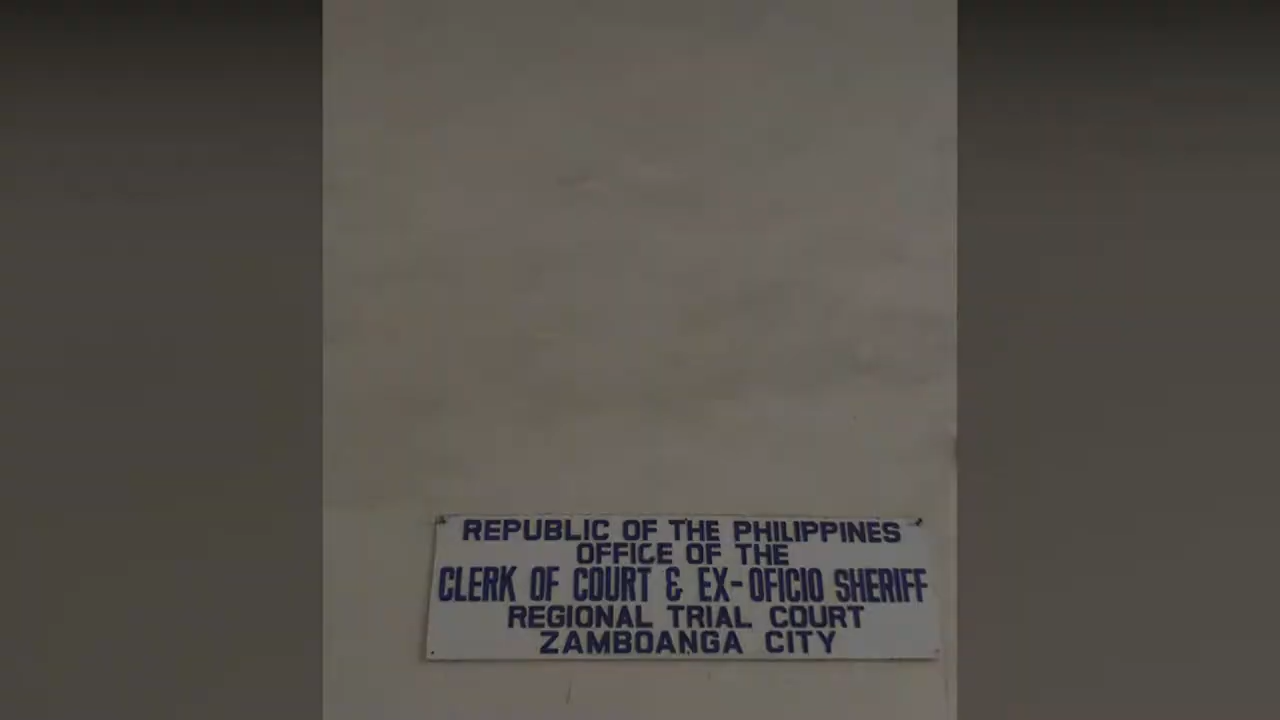 REPUBLIC OF THE PHILIPPINES
OFFICE OF THE
CLERK OF COURT & EX-OFICIO SHERIFF
REGIONAL TRIAL COURT
ZAMBOANGA CITY